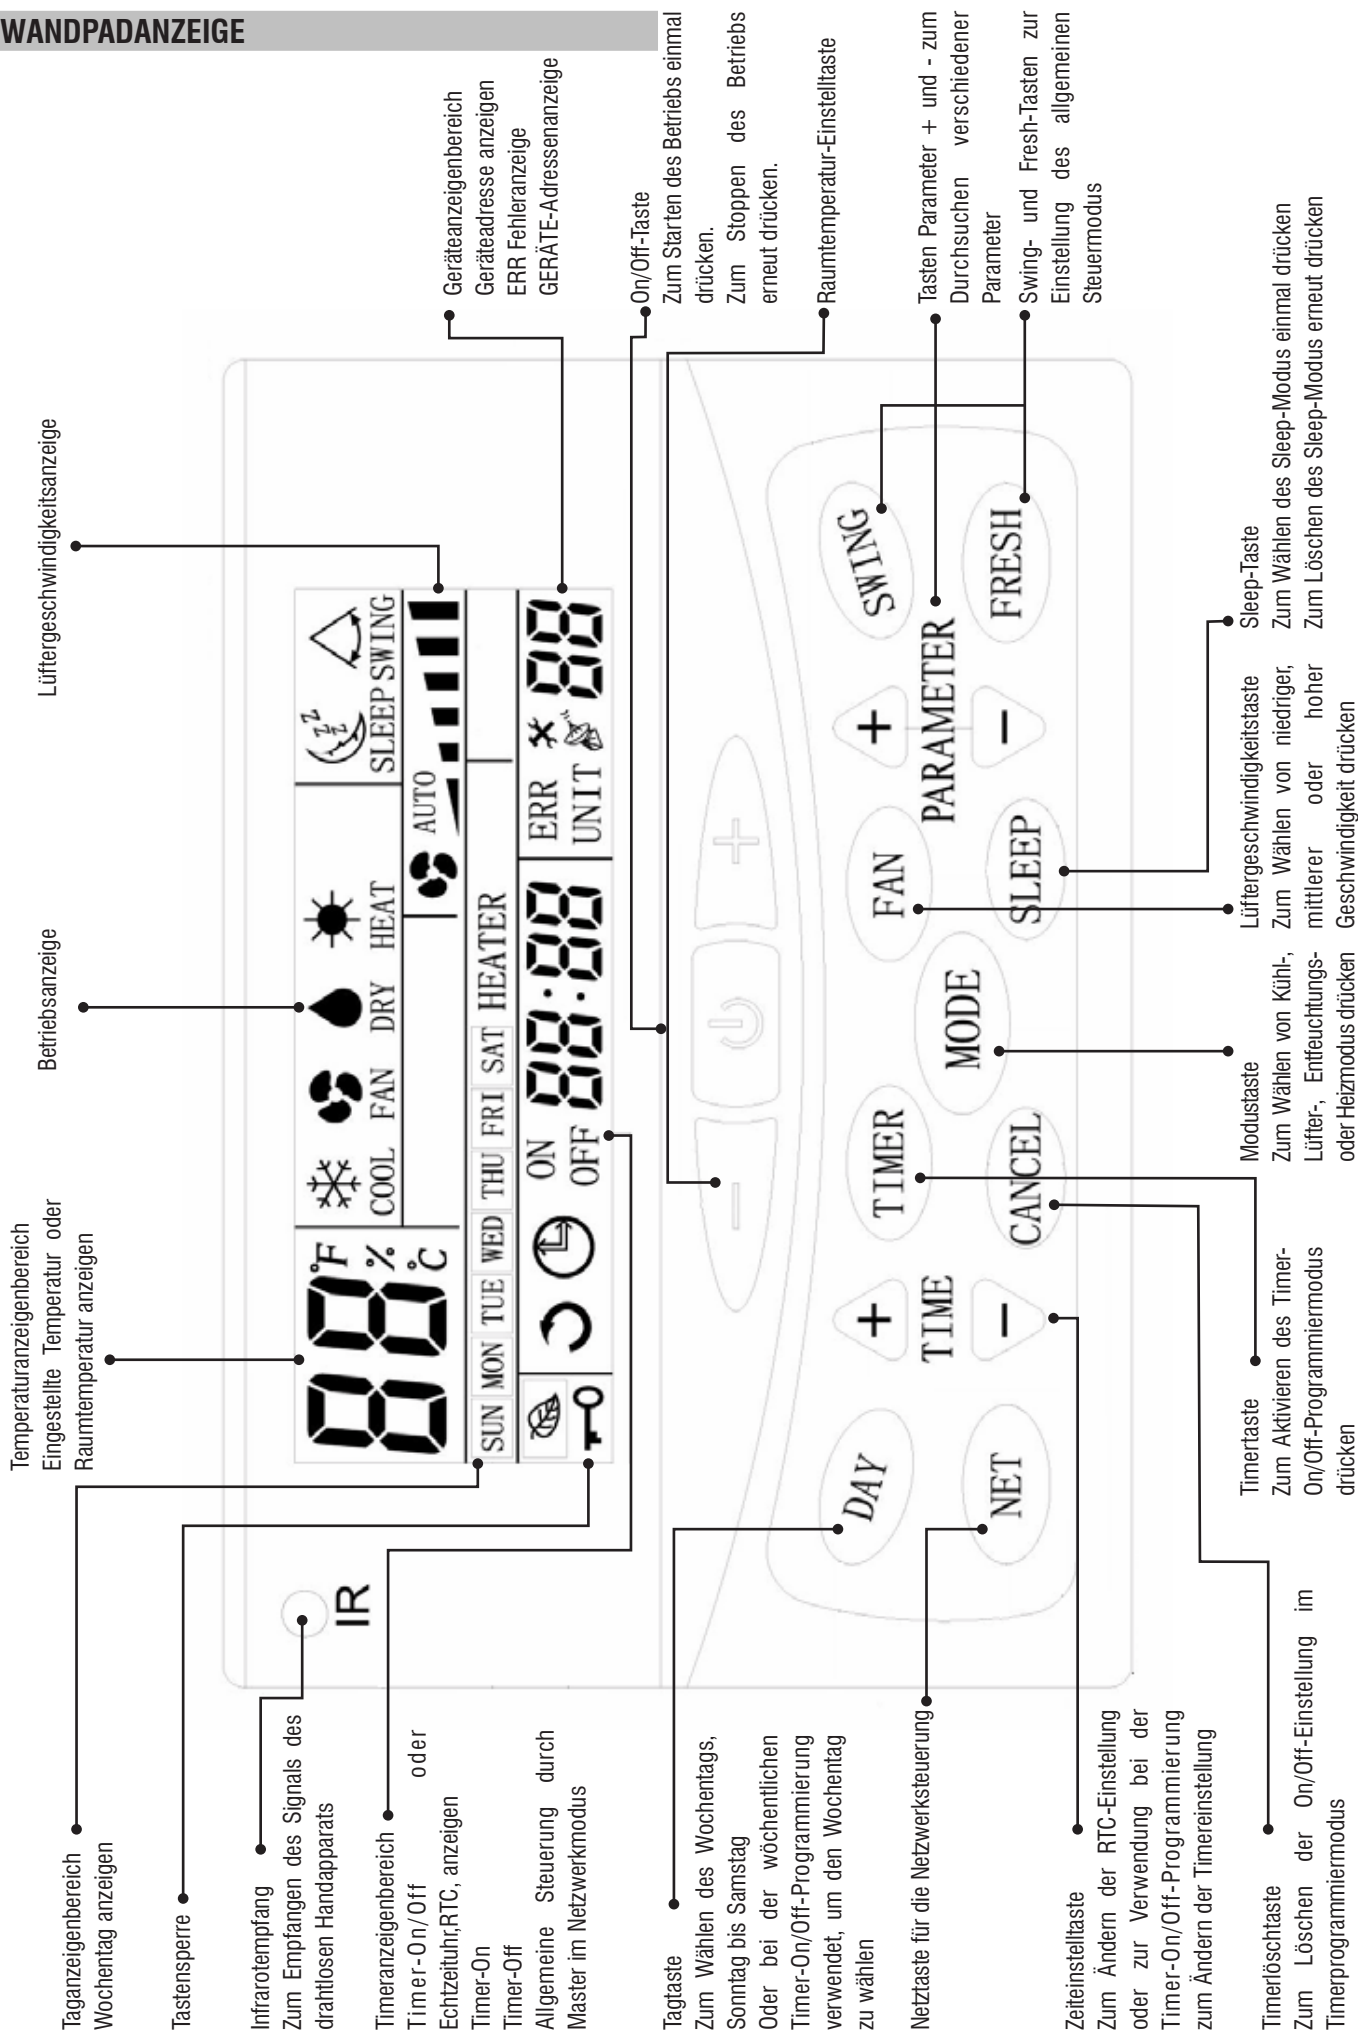 WANDPADANZEIGE
Taganzeigenbereich
Wochentag anzeigen
Tastensperre
Infrarotempfang
Zum Empfangen des Signals des
drahtlosen Handapparats
Timeranzeigenbereich
Timer-On/Off oder
Echtzeituhr,RTC, anzeigen
Timer-On
Timer-Off
Allgemeine Steuerung durch
Master im Netzwerkmodus
Temperaturanzeigenbereich
Eingestellte Temperatur oder
Raumtemperatur anzeigen
Betriebsanzeige
Lüftergeschwindigkeitsanzeige
Geräteanzeigenbereich
Geräteadresse anzeigen
ERR Fehleranzeige
GERÄTE-Adressenanzeige
On/Off-Taste
Zum Starten des Betriebs einmal
drücken.
Zum Stoppen des Betriebs
erneut drücken.
Raumtemperatur-Einstelltaste
Tasten Parameter + und - zum
Durchsuchen verschiedener
Parameter
Swing- und Fresh-Tasten zur
Einstellung des allgemeinen
Steuermodus
IR
88 °F % °C
COOL FAN DRY HEAT
SLEEP SWING
AUTO
SUN MON TUE WED THU FRI SAT HEATER
ON
OFF
88:88
ERR
UNIT
88
− +
DAY
NET
+
TIME
−
TIMER
CANCEL
MODE
FAN
SLEEP
+
PARAMETER
−
SWING
FRESH
Tagtaste
Zum Wählen des Wochentags,
Sonntag bis Samstag
Oder bei der wöchentlichen
Timer-On/Off-Programmierung
verwendet, um den Wochentag
zu wählen
Netztaste für die Netzwerksteuerung
Zeiteinstelltaste
Zum Ändern der RTC-Einstellung
oder zur Verwendung bei der
Timer-On/Off-Programmierung
zum Ändern der Timereinstellung
Timerlöschtaste
Zum Löschen der On/Off-Einstellung im
Timerprogrammiermodus
Timertaste
Zum Aktivieren des Timer-
On/Off-Programmiermodus
drücken
Modustaste
Zum Wählen von Kühl-,
Lüfter-, Entfeuchtungs-
oder Heizmodus drücken
Lüftergeschwindigkeitstaste
Zum Wählen von niedriger,
mittlerer oder hoher
Geschwindigkeit drücken
Sleep-Taste
Zum Wählen des Sleep-Modus einmal drücken
Zum Löschen des Sleep-Modus erneut drücken